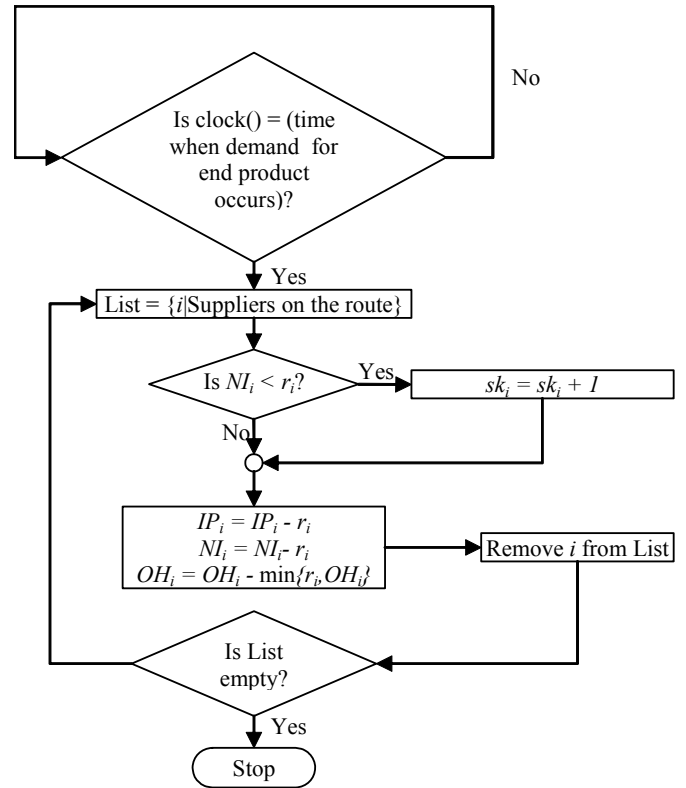 No
Is clock() = (time
when demand for
end product
occurs)?
Yes
List = {i|Suppliers on the route}
Is NIi < ri?
Yes
ski = ski + 1
No
IPi = IPi - ri
NIi = NIi- ri
OHi = OHi - min{ri,OHi}
Remove i from List
Is List
empty?
Yes
Stop